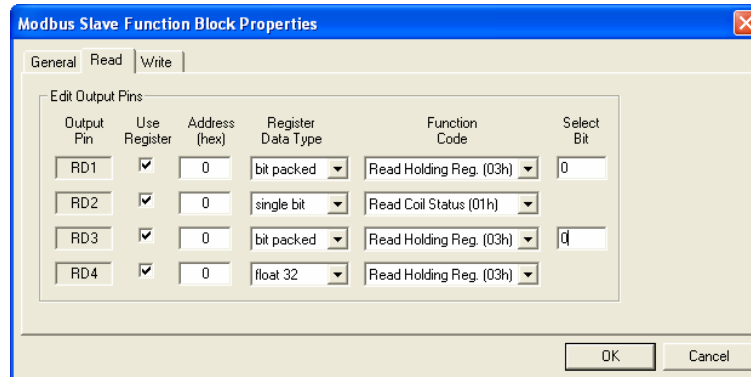 Modbus Slave Function Block Properties
General Read Write
Edit Output Pins
Output Use Address Register Function Select
Pin Register (hex) Data Type Code Bit
RD1 0 bit packed Read Holding Reg. (03h) 0
RD2 0 single bit Read Coil Status (01h)
RD3 0 bit packed Read Holding Reg. (03h) 0
RD4 0 float 32 Read Holding Reg. (03h)
OK Cancel